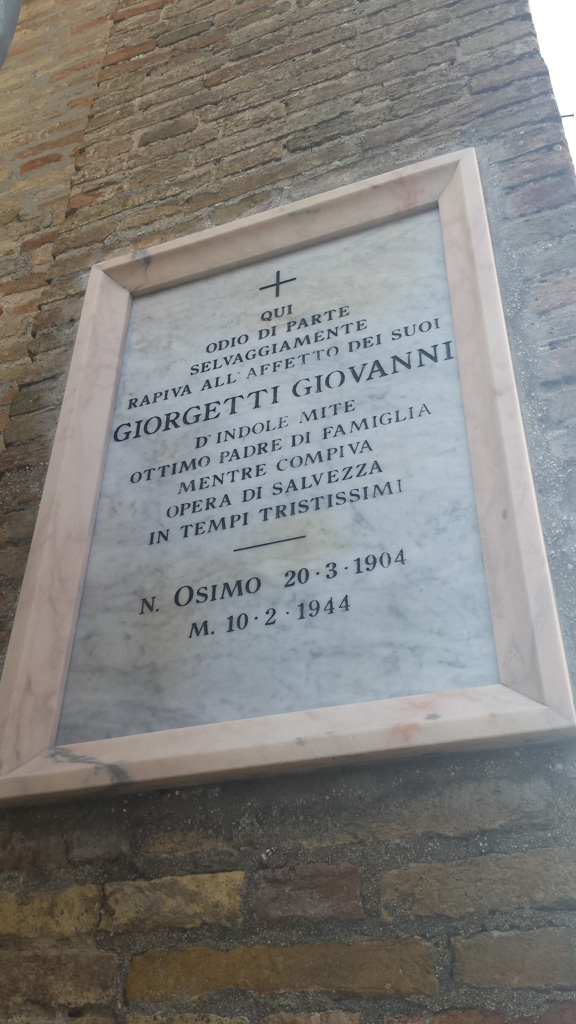 QUI
ODIO DI PARTE
SELVAGGIAMENTE
RAPIVA ALL'AFFETTO DEI SUOI
GIORGETTI GIOVANNI
D'INDOLE MITE
OTTIMO PADRE DI FAMIGLIA
MENTRE COMPIVA
OPERA DI SALVEZZA
IN TEMPI TRISTISSIMI
N. OSIMO 20·3·1904
M. 10·2·1944